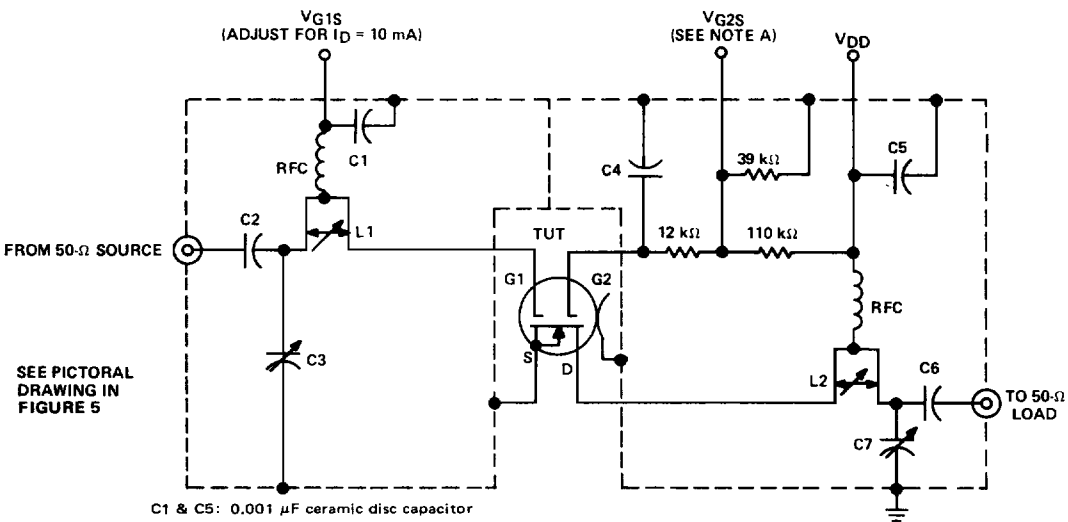 VG1S
(ADJUST FOR ID = 10 mA)
VG2S
(SEE NOTE A)
VDD
C1
RFC
C4
39 kΩ
C5
C2
L1
FROM 50-Ω SOURCE
TUT
12 kΩ
110 kΩ
G1
G2
RFC
C3
S
D
SEE PICTORAL
DRAWING IN
FIGURE 5
L2
C6
TO 50-Ω
LOAD
C7
C1 & C5: 0.001 μF ceramic disc capacitor